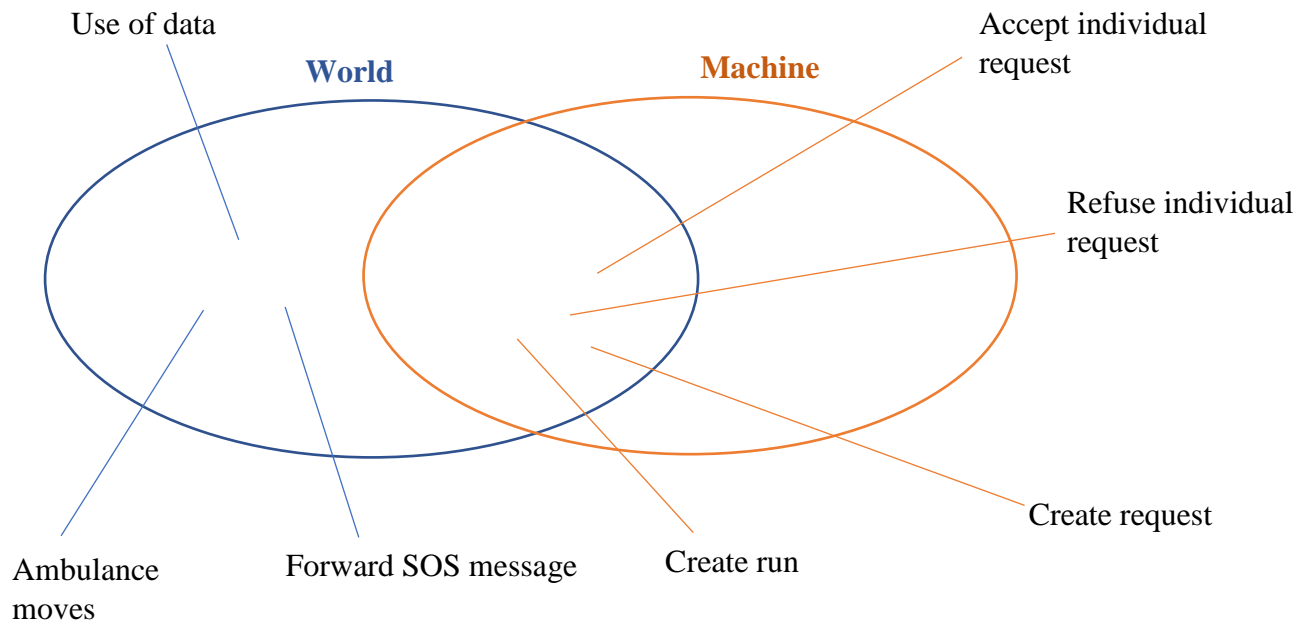 Use of data
Accept individual
request
World
Machine
Refuse individual
request
Create request
Ambulance
moves
Forward SOS message
Create run